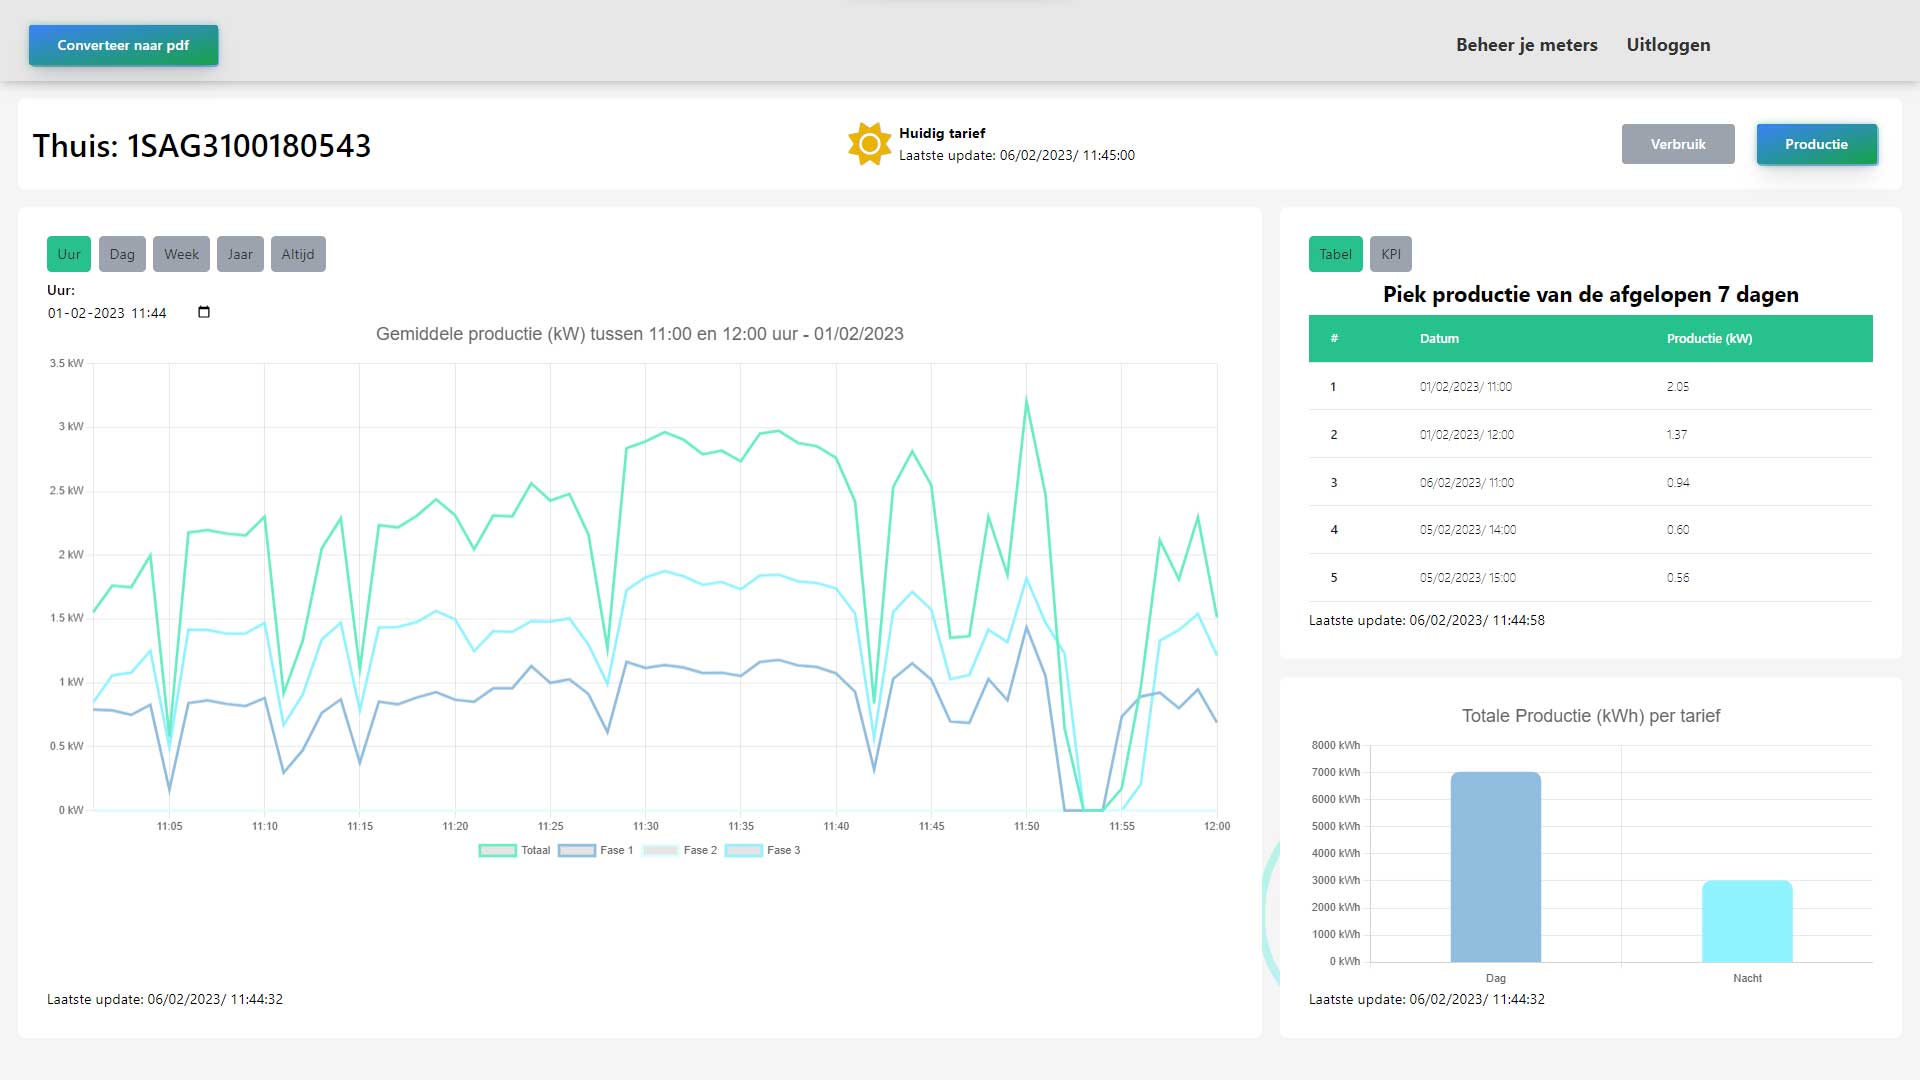 Converteer naar pdf
Beheer je meters
Uitloggen
Thuis: 1SAG3100180543
Huidig tarief
Laatste update: 06/02/2023/ 11:45:00
Verbruik
Productie
Uur
Dag
Week
Jaar
Altijd
Uur:
01-02-2023 11:44
Gemiddele productie (kW) tussen 11:00 en 12:00 uur - 01/02/2023
3.5 kW
3 kW
2.5 kW
2 kW
1.5 kW
1 kW
0.5 kW
0 kW
11:05
11:10
11:15
11:20
11:25
11:30
11:35
11:40
11:45
11:50
11:55
12:00
Totaal
Fase 1
Fase 2
Fase 3
Laatste update: 06/02/2023/ 11:44:32
Tabel
KPI
Piek productie van de afgelopen 7 dagen
# Datum Productie (kW)
1 01/02/2023/ 11:00 2.05
2 01/02/2023/ 12:00 1.37
3 06/02/2023/ 11:00 0.94
4 05/02/2023/ 14:00 0.60
5 05/02/2023/ 15:00 0.56
Laatste update: 06/02/2023/ 11:44:58
Totale Productie (kWh) per tarief
8000 kWh
7000 kWh
6000 kWh
5000 kWh
4000 kWh
3000 kWh
2000 kWh
1000 kWh
0 kWh
Dag
Nacht
Laatste update: 06/02/2023/ 11:44:32